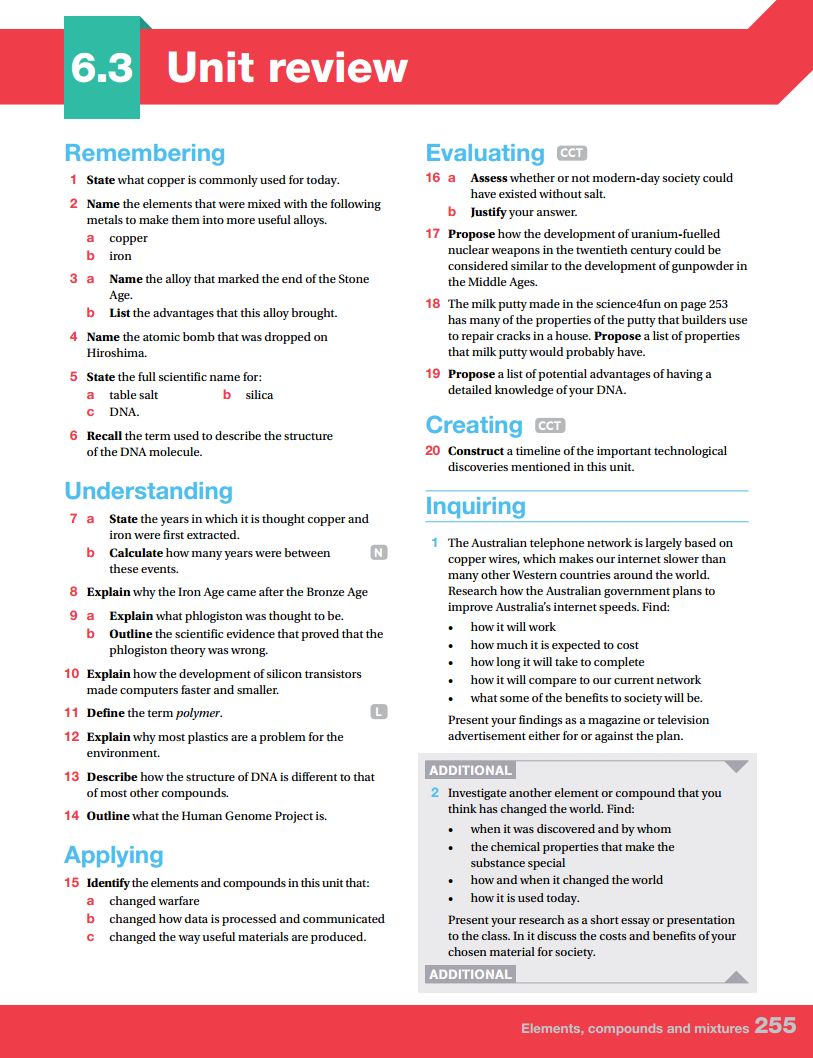 6.3 Unit review
Remembering
1 State what copper is commonly used for today.
2 Name the elements that were mixed with the following
metals to make them into more useful alloys.
a copper
b iron
3 a Name the alloy that marked the end of the Stone
Age.
b List the advantages that this alloy brought.
4 Name the atomic bomb that was dropped on
Hiroshima.
5 State the full scientific name for:
a table salt b silica
c DNA.
6 Recall the term used to describe the structure
of the DNA molecule.
Understanding
7 a State the years in which it is thought copper and
iron were first extracted.
b Calculate how many years were between N
these events.
8 Explain why the Iron Age came after the Bronze Age
9 a Explain what phlogiston was thought to be.
b Outline the scientific evidence that proved that the
phlogiston theory was wrong.
10 Explain how the development of silicon transistors
made computers faster and smaller.
11 Define the term polymer. L
12 Explain why most plastics are a problem for the
environment.
13 Describe how the structure of DNA is different to that
of most other compounds.
14 Outline what the Human Genome Project is.
Applying
15 Identify the elements and compounds in this unit that:
a changed warfare
b changed how data is processed and communicated
c changed the way useful materials are produced.
Evaluating CCT
16 a Assess whether or not modern-day society could
have existed without salt.
b Justify your answer.
17 Propose how the development of uranium-fuelled
nuclear weapons in the twentieth century could be
considered similar to the development of gunpowder in
the Middle Ages.
18 The milk putty made in the science4fun on page 253
has many of the properties of the putty that builders use
to repair cracks in a house. Propose a list of properties
that milk putty would probably have.
19 Propose a list of potential advantages of having a
detailed knowledge of your DNA.
Creating CCT
20 Construct a timeline of the important technological
discoveries mentioned in this unit.
Inquiring
1 The Australian telephone network is largely based on
copper wires, which makes our internet slower than
many other Western countries around the world.
Research how the Australian government plans to
improve Australia's internet speeds. Find:
• how it will work
• how much it is expected to cost
• how long it will take to complete
• how it will compare to our current network
• what some of the benefits to society will be.
Present your findings as a magazine or television
advertisement either for or against the plan.
ADDITIONAL
2 Investigate another element or compound that you
think has changed the world. Find:
• when it was discovered and by whom
• the chemical properties that make the
substance special
• how and when it changed the world
• how it is used today.
Present your research as a short essay or presentation
to the class. In it discuss the costs and benefits of your
chosen material for society.
ADDITIONAL
Elements, compounds and mixtures 255